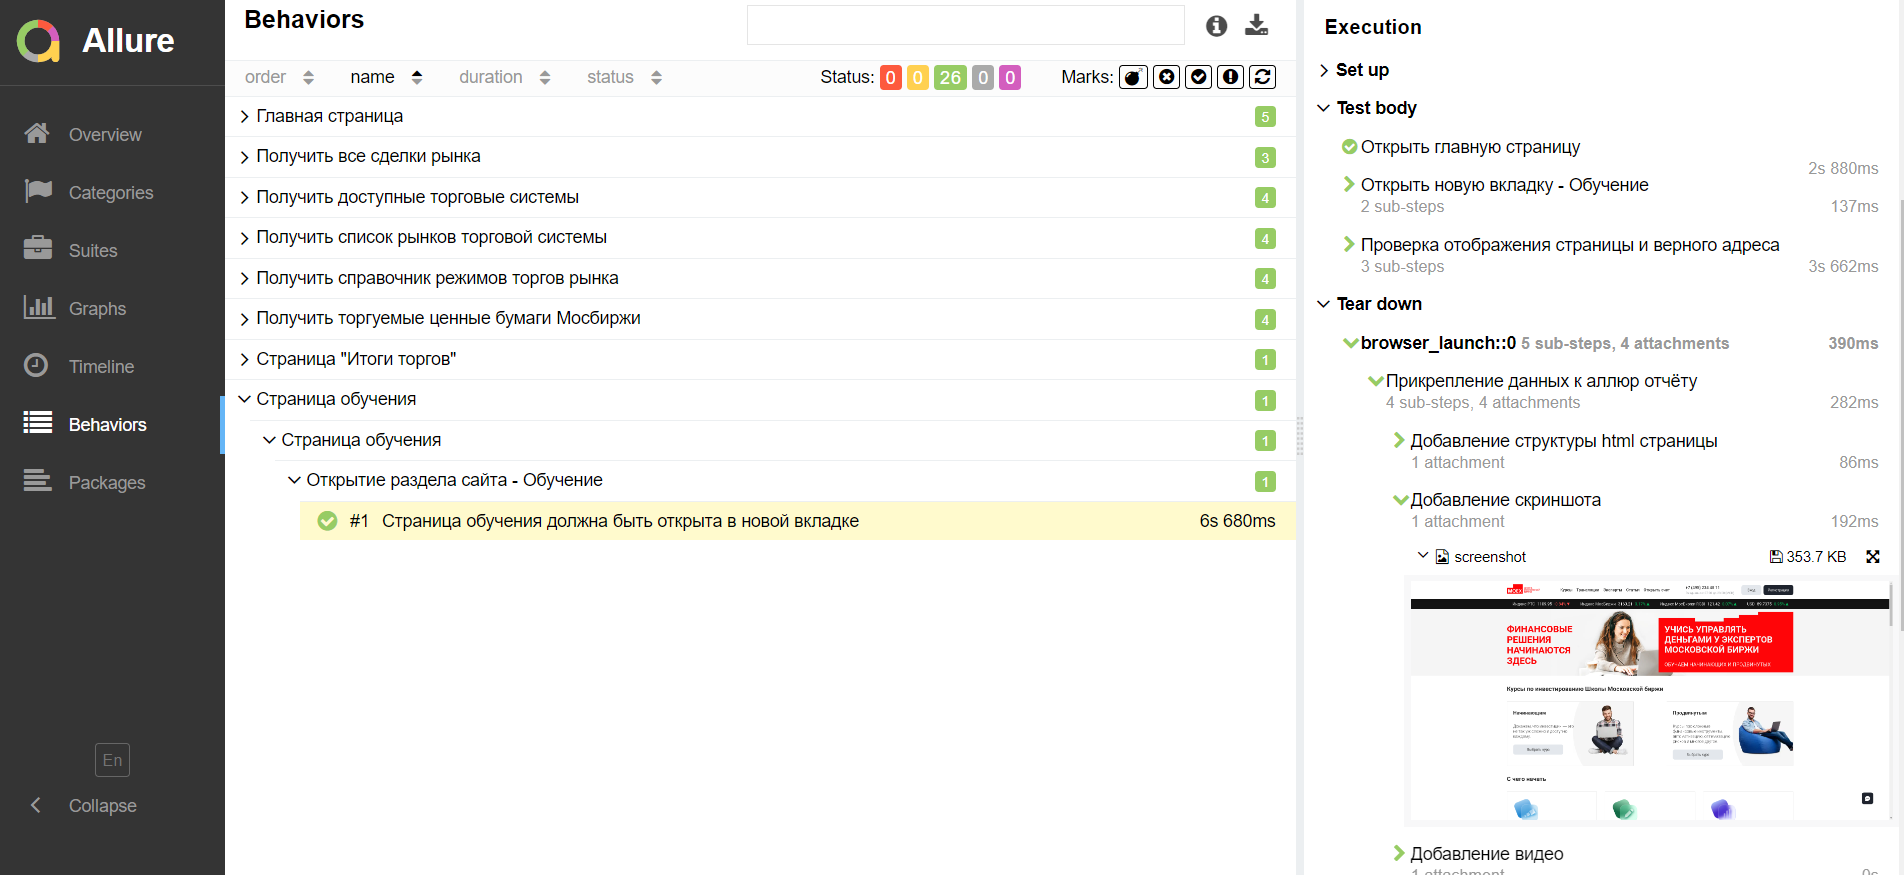 Allure
Overview
Categories
Suites
Graphs
Timeline
Behaviors
Packages
En
Collapse
Behaviors
order name duration status
Status: 0 0 26 0 0 Marks:
Главная страница 5
Получить все сделки рынка 3
Получить доступные торговые системы 4
Получить список рынков торговой системы 4
Получить справочник режимов торгов рынка 4
Получить торгуемые ценные бумаги Мосбиржи 4
Страница "Итоги торгов" 1
Страница обучения 1
Страница обучения 1
Открытие раздела сайта - Обучение 1
#1 Страница обучения должна быть открыта в новой вкладке 6s 680ms
Execution
Set up
Test body
Открыть главную страницу
2s 880ms
Открыть новую вкладку - Обучение
2 sub-steps 137ms
Проверка отображения страницы и верного адреса
3 sub-steps 3s 662ms
Tear down
browser_launch::0 5 sub-steps, 4 attachments 390ms
Прикрепление данных к аллюр отчёту
4 sub-steps, 4 attachments 282ms
Добавление структуры html страницы
1 attachment 86ms
Добавление скриншота
1 attachment 192ms
screenshot 353.7 KB
ФИНАНСОВЫЕ
РЕШЕНИЯ
НАЧИНАЮТСЯ
ЗДЕСЬ
УЧИСЬ УПРАВЛЯТЬ
ДЕНЬГАМИ У ЭКСПЕРТОВ
МОСКОВСКОЙ БИРЖИ
ОБУЧАЕМ НАЧИНАЮЩИХ И ПРОДВИНУТЫХ
Курсы по инвестированию Школы Московской биржи
Начинающим
Продвинутым
С чего начать
Добавление видео
1 attachment 0s